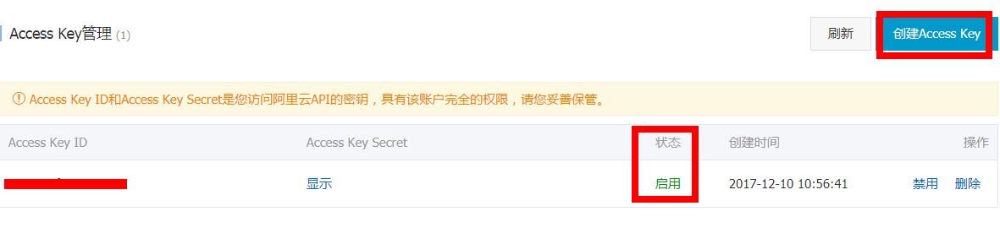 Access Key管理 (1) 刷新 创建Access Key
Access Key ID和Access Key Secret是您访问阿里云API的密钥，具有该账户完全的权限，请您妥善保管。
Access Key ID Access Key Secret 状态 创建时间 操作
显示 启用 2017-12-10 10:56:41 禁用 删除